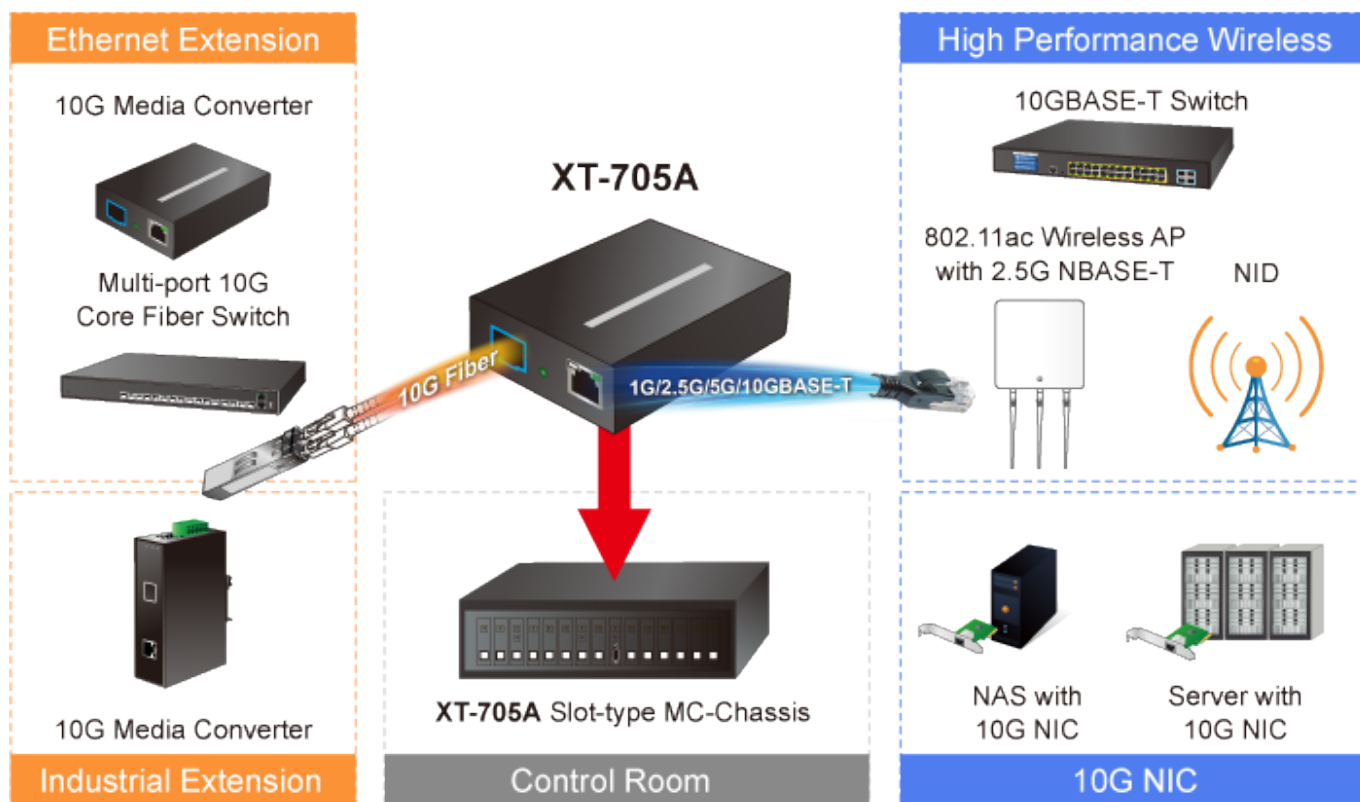 Ethernet Extension
10G Media Converter
Multi-port 10G
Core Fiber Switch
10G Media Converter
Industrial Extension
XT-705A
10G Fiber
1G/2.5G/5G/10GBASE-T
XT-705A Slot-type MC-Chassis
Control Room
High Performance Wireless
10GBASE-T Switch
802.11ac Wireless AP
with 2.5G NBASE-T
NID
NAS with
10G NIC
Server with
10G NIC
10G NIC